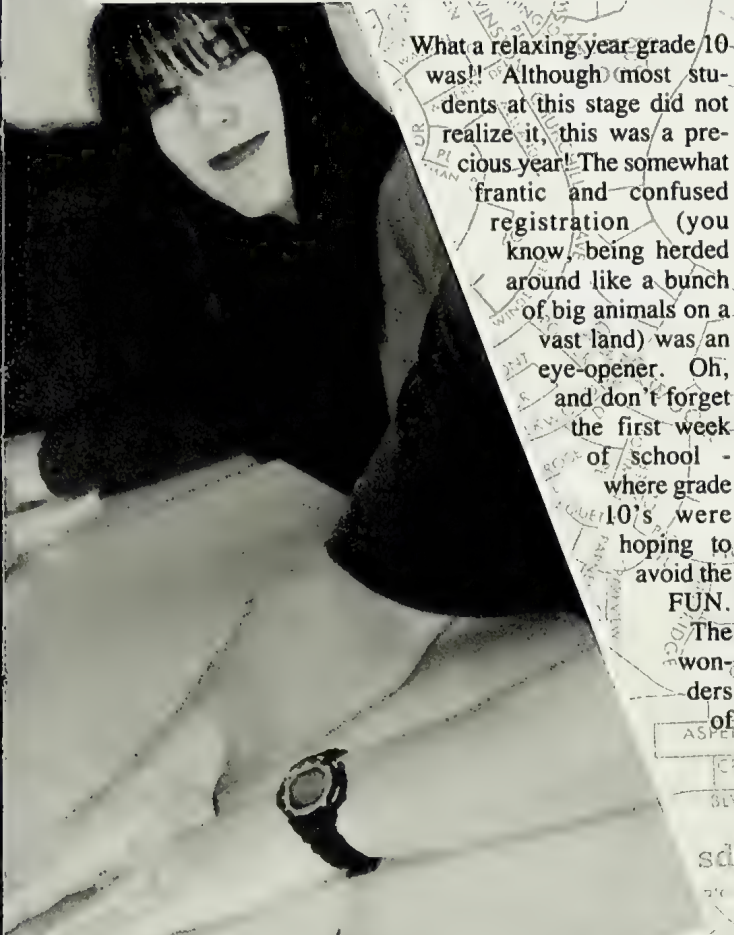 What a relaxing year grade 10
was!! Although most stu-
dents at this stage did not
realize it, this was a pre-
cious year! The somewhat
frantic and confused
registration (you
know, being herded
around like a bunch
of big animals on a
vast land) was an
eye-opener. Oh,
and don't forget
the first week
of school -
where grade
10's were
hoping to
avoid the
FUN.
The
won-
ders
of